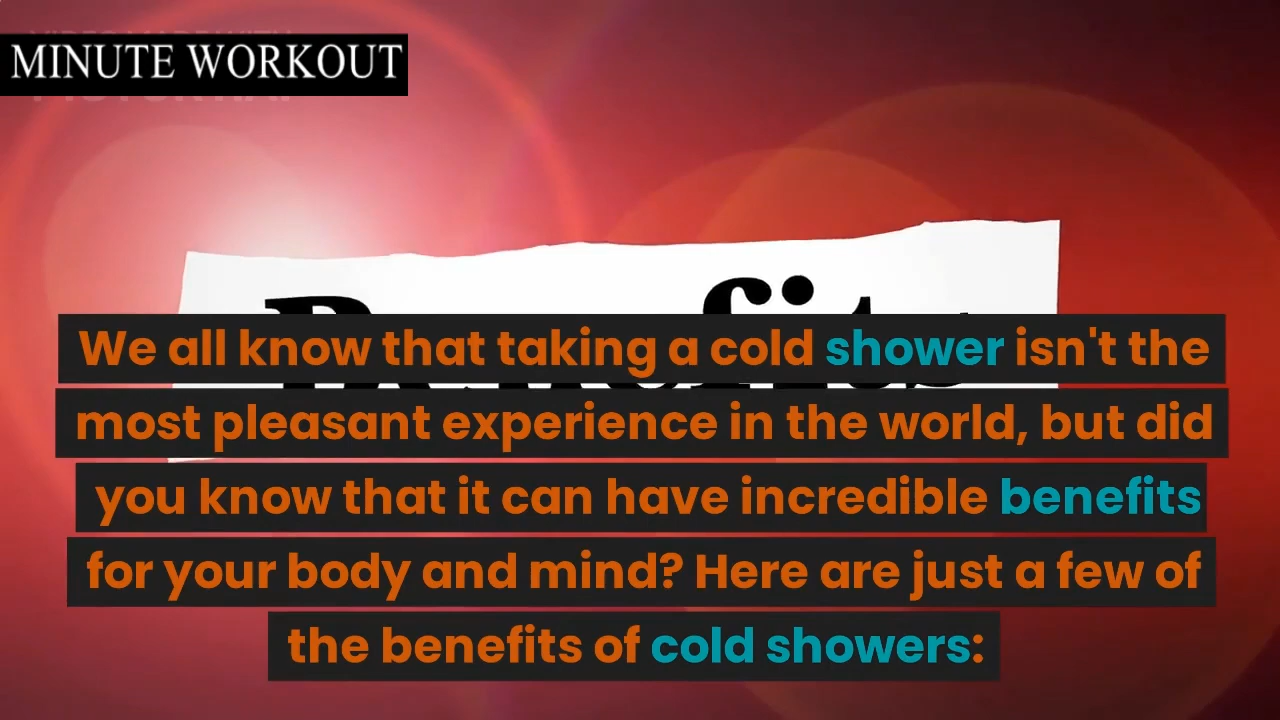 MINUTE WORKOUT
Benefits
We all know that taking a cold shower isn't the
most pleasant experience in the world, but did
you know that it can have incredible benefits
for your body and mind? Here are just a few of
the benefits of cold showers: